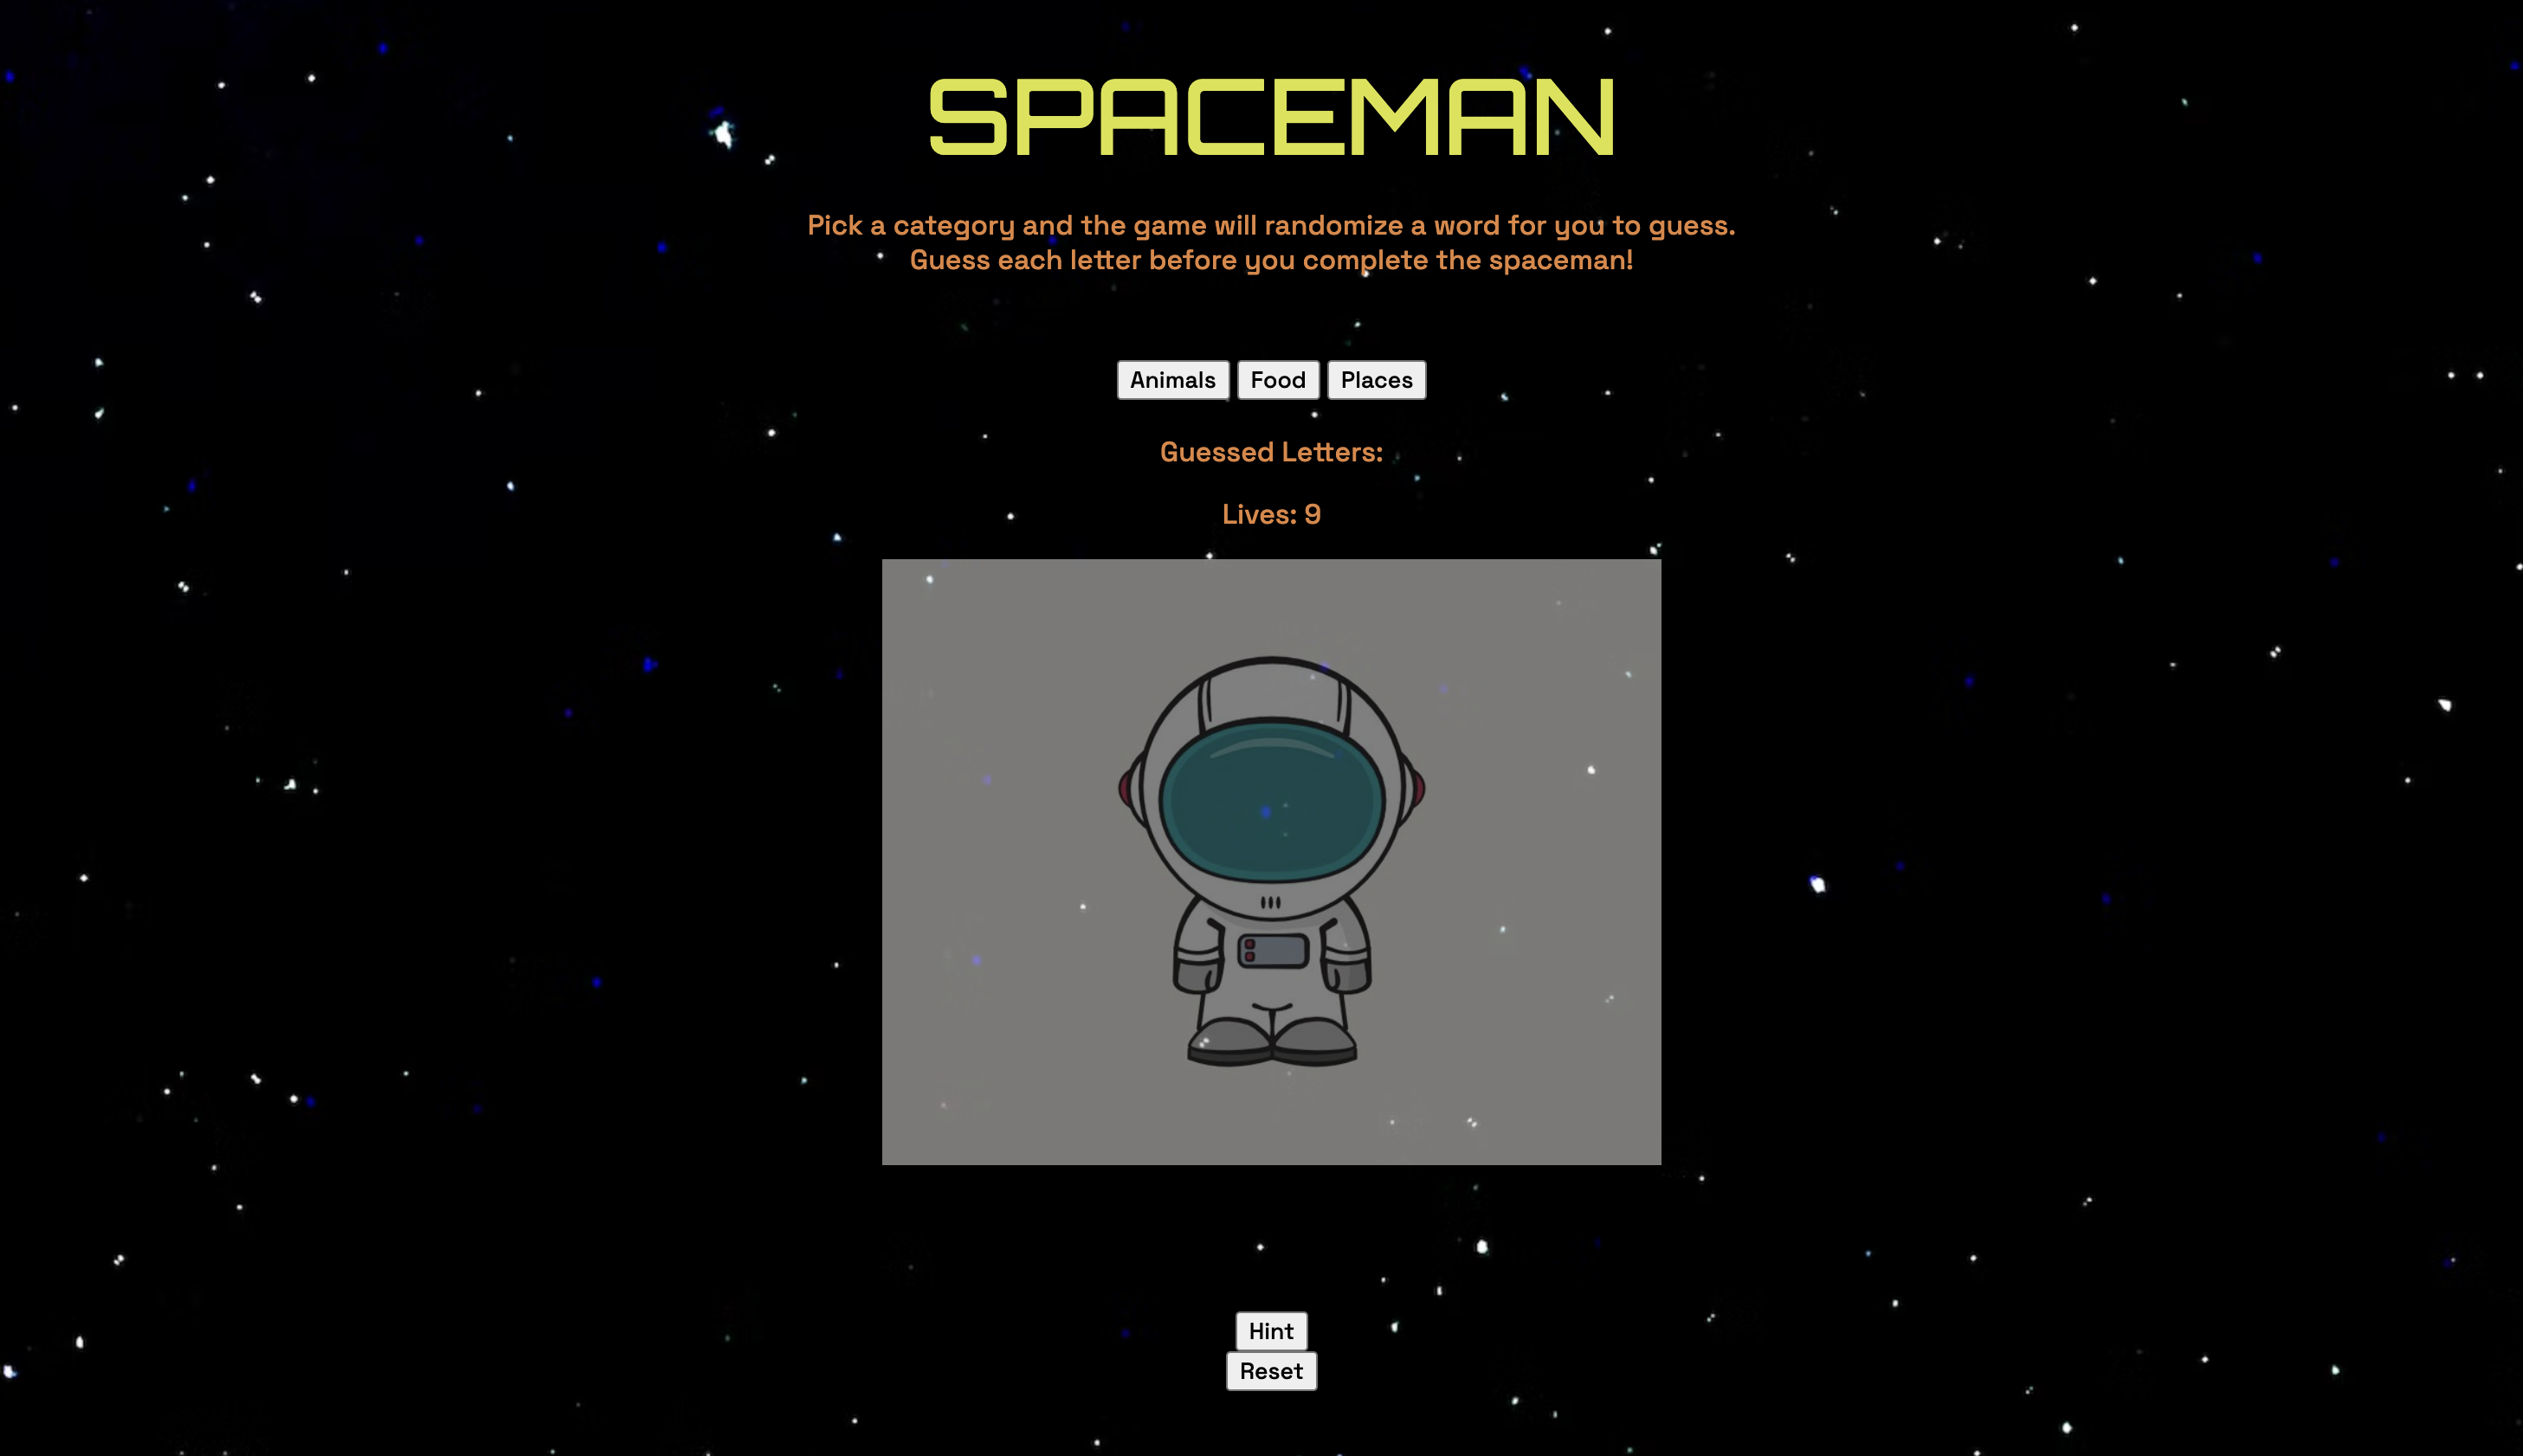 SPACEMAN
Pick a category and the game will randomize a word for you to guess.
Guess each letter before you complete the spaceman!
Animals Food Places
Guessed Letters:
Lives: 9
Hint
Reset